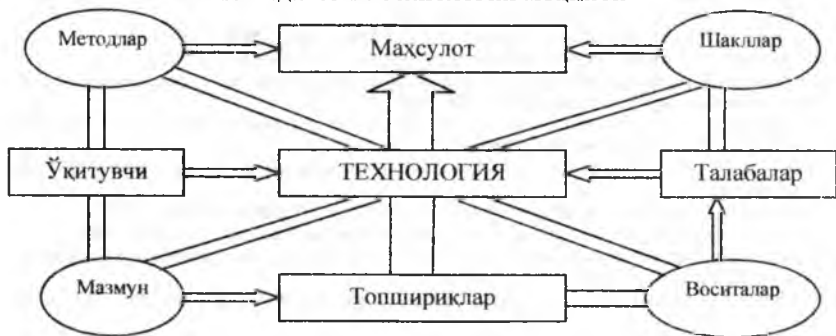 Методлар
Маҳсулот
Шакллар
Ўқитувчи
ТЕХНОЛОГИЯ
Талабалар
Мазмун
Топшириқлар
Воситалар